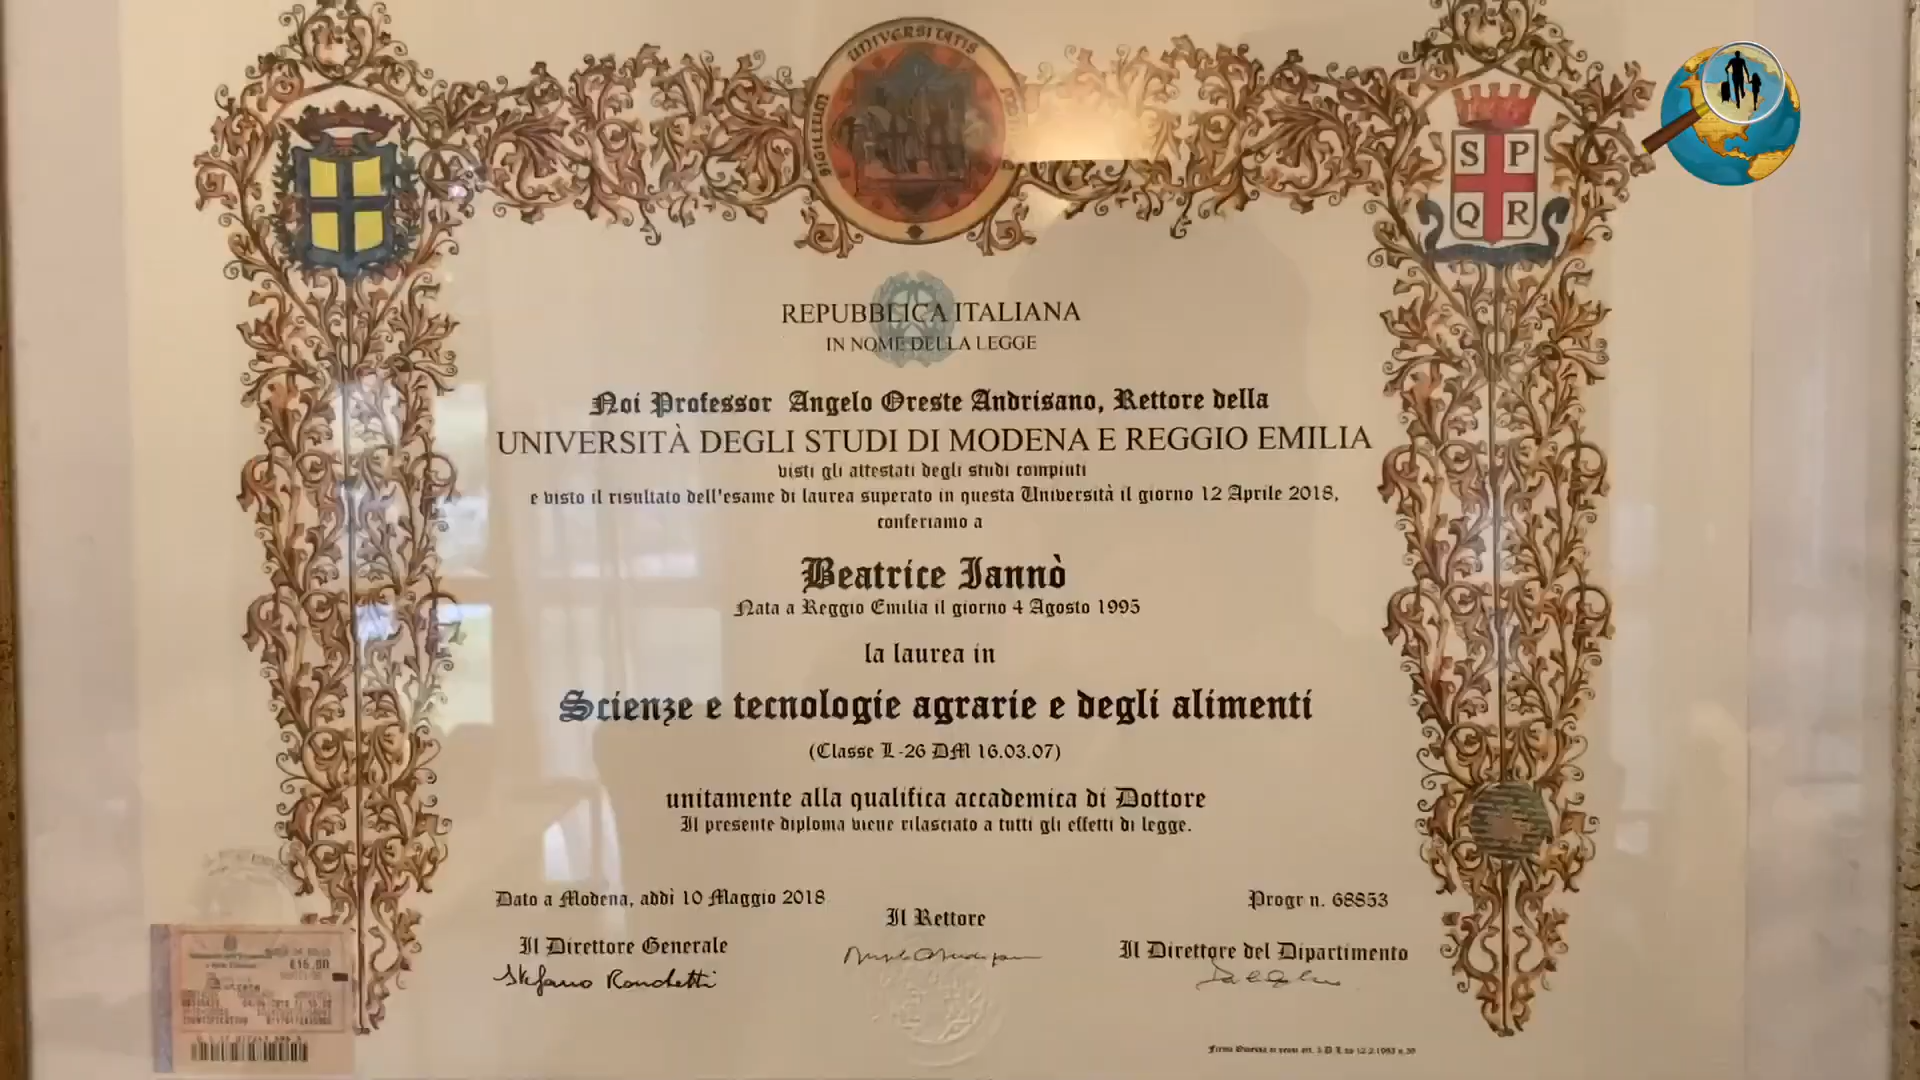 UNIVERSITATIS
SIGILLUM
S P
Q R
REPUBBLICA ITALIANA
IN NOME DELLA LEGGE
Noi Professor Angelo Oreste Andrisano, Rettore della
UNIVERSITÀ DEGLI STUDI DI MODENA E REGGIO EMILIA
visti gli attestati degli studi compiuti
e visto il risultato dell'esame di laurea superato in questa Università il giorno 12 Aprile 2018,
conferiamo a
Beatrice Iannò
Nata a Reggio Emilia il giorno 4 Agosto 1995
la laurea in
Scienze e tecnologie agrarie e degli alimenti
(Classe L-26 DM 16.03.07)
unitamente alla qualifica accademica di Dottore
Il presente diploma viene rilasciato a tutti gli effetti di legge.
Dato a Modena, addì 10 Maggio 2018
Progr n. 68853
Il Rettore
Il Direttore Generale
Il Direttore del Dipartimento
Stefano Ronchetti
€16,00